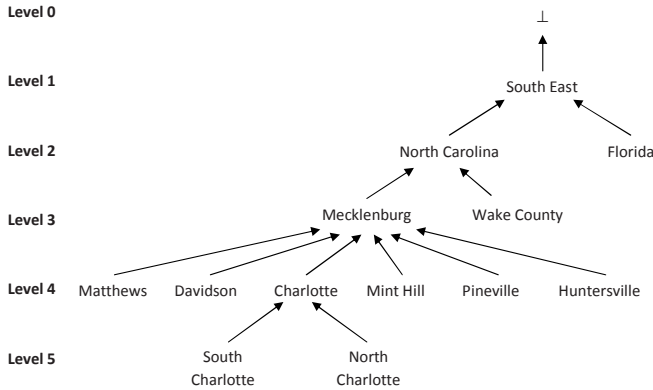 Level 0 ⊥
Level 1 South East
Level 2 North Carolina Florida
Level 3 Mecklenburg Wake County
Level 4 Matthews Davidson Charlotte Mint Hill Pineville Huntersville
Level 5 South North
Charlotte Charlotte